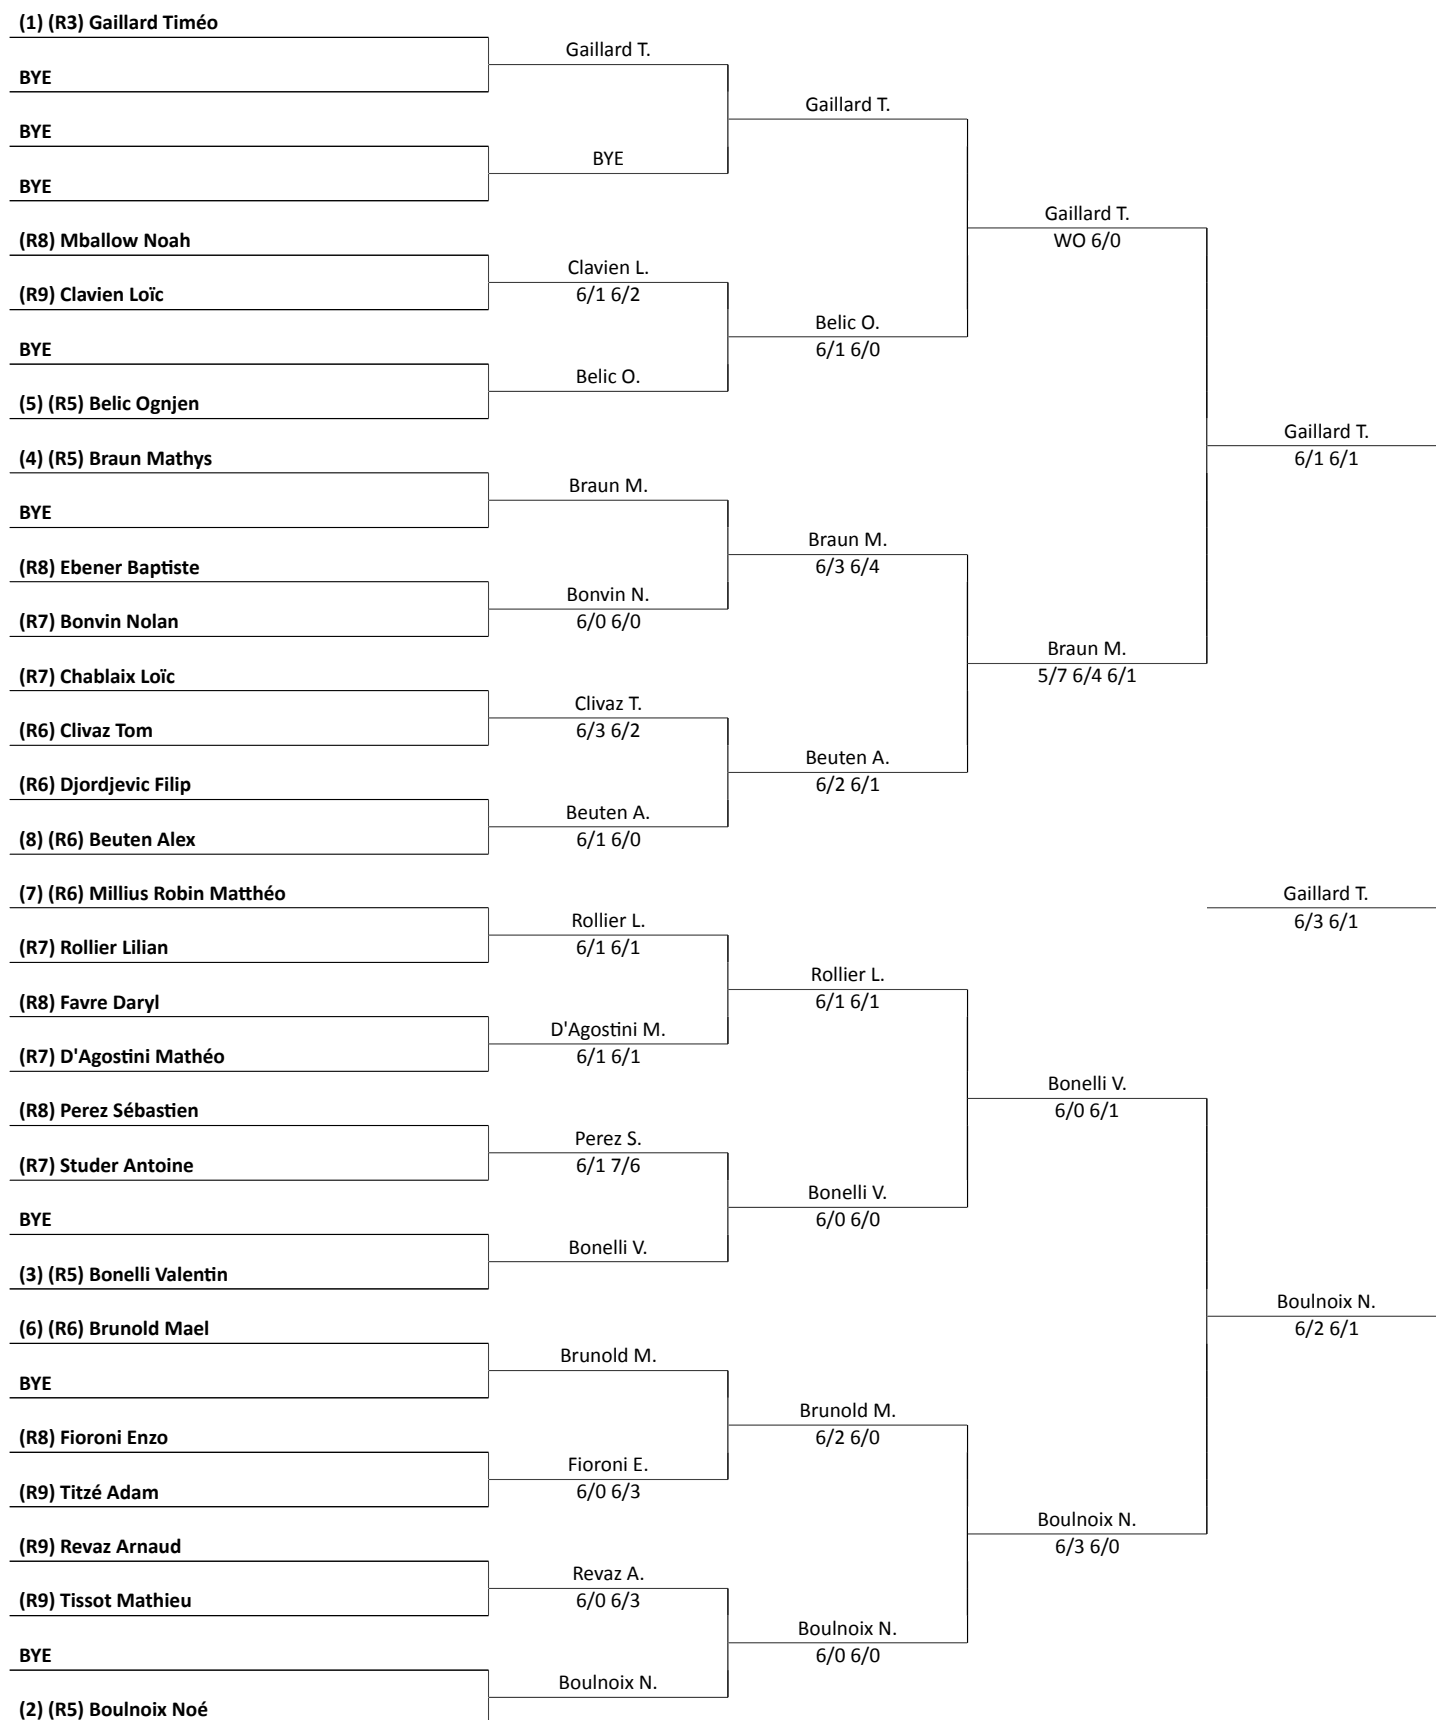 (1) (R3) Gaillard Timéo
Gaillard T.
BYE
Gaillard T.
BYE
BYE
BYE
Gaillard T.
WO 6/0
(R8) Mballow Noah
Clavien L.
6/1 6/2
(R9) Clavien Loïc
Belic O.
6/1 6/0
BYE
Belic O.
(5) (R5) Belic Ognjen
Gaillard T.
6/1 6/1
(4) (R5) Braun Mathys
Braun M.
BYE
Braun M.
6/3 6/4
(R8) Ebener Baptiste
Bonvin N.
6/0 6/0
(R7) Bonvin Nolan
Braun M.
5/7 6/4 6/1
(R7) Chablaix Loïc
Clivaz T.
6/3 6/2
(R6) Clivaz Tom
Beuten A.
6/2 6/1
(R6) Djordjevic Filip
Beuten A.
6/1 6/0
(8) (R6) Beuten Alex
(7) (R6) Millius Robin Matthéo
Gaillard T.
6/3 6/1
Rollier L.
6/1 6/1
(R7) Rollier Lilian
Rollier L.
6/1 6/1
(R8) Favre Daryl
D'Agostini M.
6/1 6/1
(R7) D'Agostini Mathéo
Bonelli V.
6/0 6/1
(R8) Perez Sébastien
Perez S.
6/1 7/6
(R7) Studer Antoine
Bonelli V.
6/0 6/0
BYE
Bonelli V.
(3) (R5) Bonelli Valentin
Boulnoix N.
6/2 6/1
(6) (R6) Brunold Mael
Brunold M.
BYE
Brunold M.
6/2 6/0
(R8) Fioroni Enzo
Fioroni E.
6/0 6/3
(R9) Titzé Adam
Boulnoix N.
6/3 6/0
(R9) Revaz Arnaud
Revaz A.
6/0 6/3
(R9) Tissot Mathieu
Boulnoix N.
6/0 6/0
BYE
Boulnoix N.
(2) (R5) Boulnoix Noé